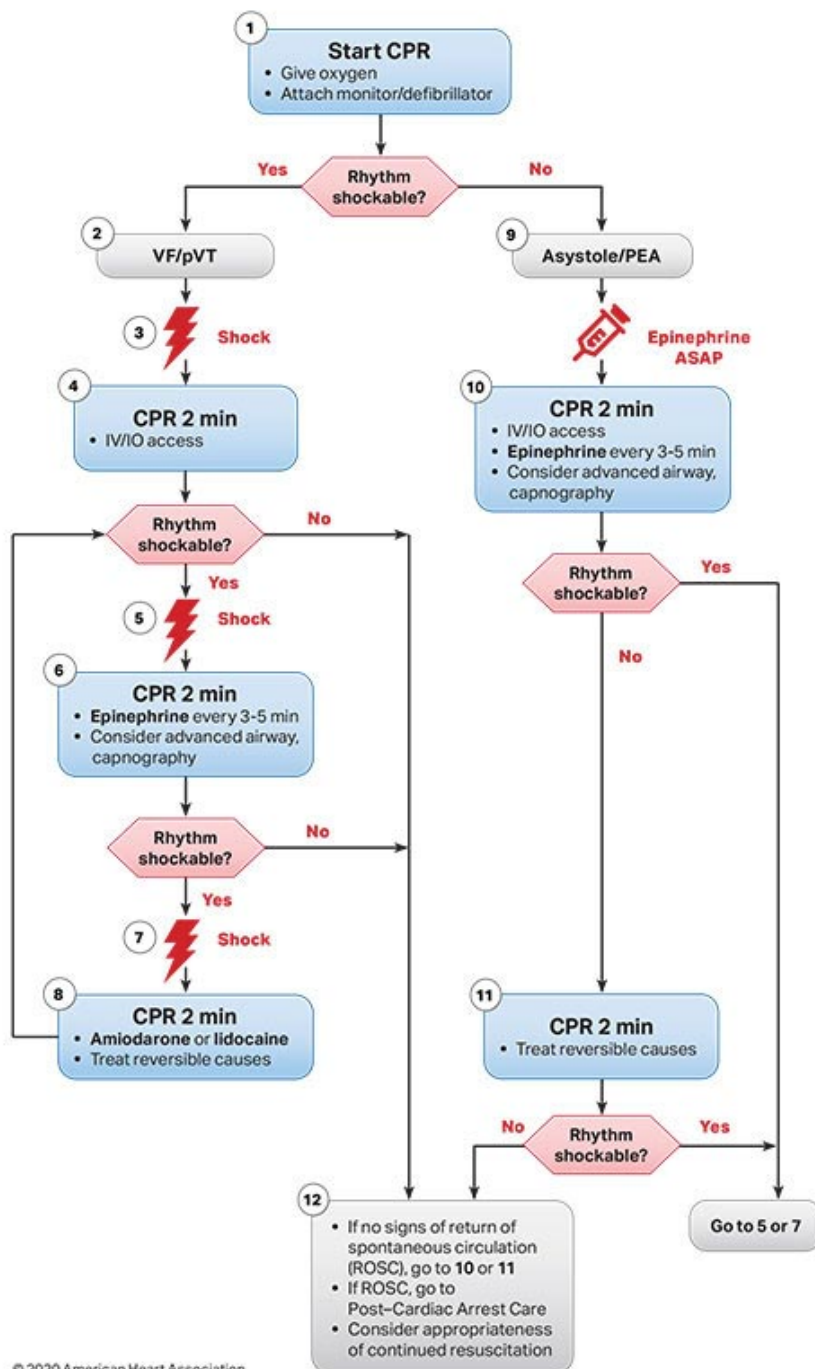 1
Start CPR
• Give oxygen
• Attach monitor/defibrillator
Yes
Rhythm
shockable?
No
2
VF/pVT
3
Shock
4
CPR 2 min
• IV/IO access
Rhythm
shockable?
No
Yes
5
Shock
6
CPR 2 min
• Epinephrine every 3-5 min
• Consider advanced airway,
capnography
Rhythm
shockable?
No
Yes
7
Shock
8
CPR 2 min
• Amiodarone or lidocaine
• Treat reversible causes
9
Asystole/PEA
Epinephrine
ASAP
10
CPR 2 min
• IV/IO access
• Epinephrine every 3-5 min
• Consider advanced airway,
capnography
Rhythm
shockable?
Yes
No
11
CPR 2 min
• Treat reversible causes
No
Rhythm
shockable?
Yes
12
• If no signs of return of
spontaneous circulation
(ROSC), go to 10 or 11
• If ROSC, go to
Post–Cardiac Arrest Care
• Consider appropriateness
of continued resuscitation
Go to 5 or 7
© 2020 American Heart Association